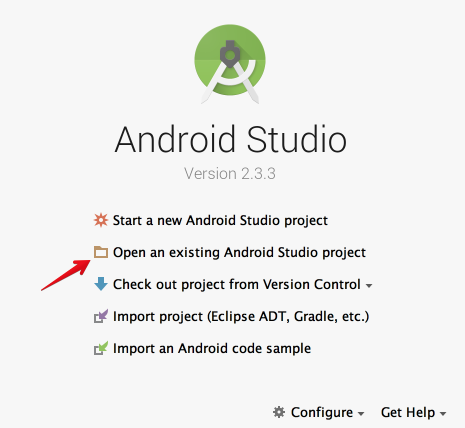 Android Studio
Version 2.3.3
Start a new Android Studio project
Open an existing Android Studio project
Check out project from Version Control
Import project (Eclipse ADT, Gradle, etc.)
Import an Android code sample
Configure Get Help